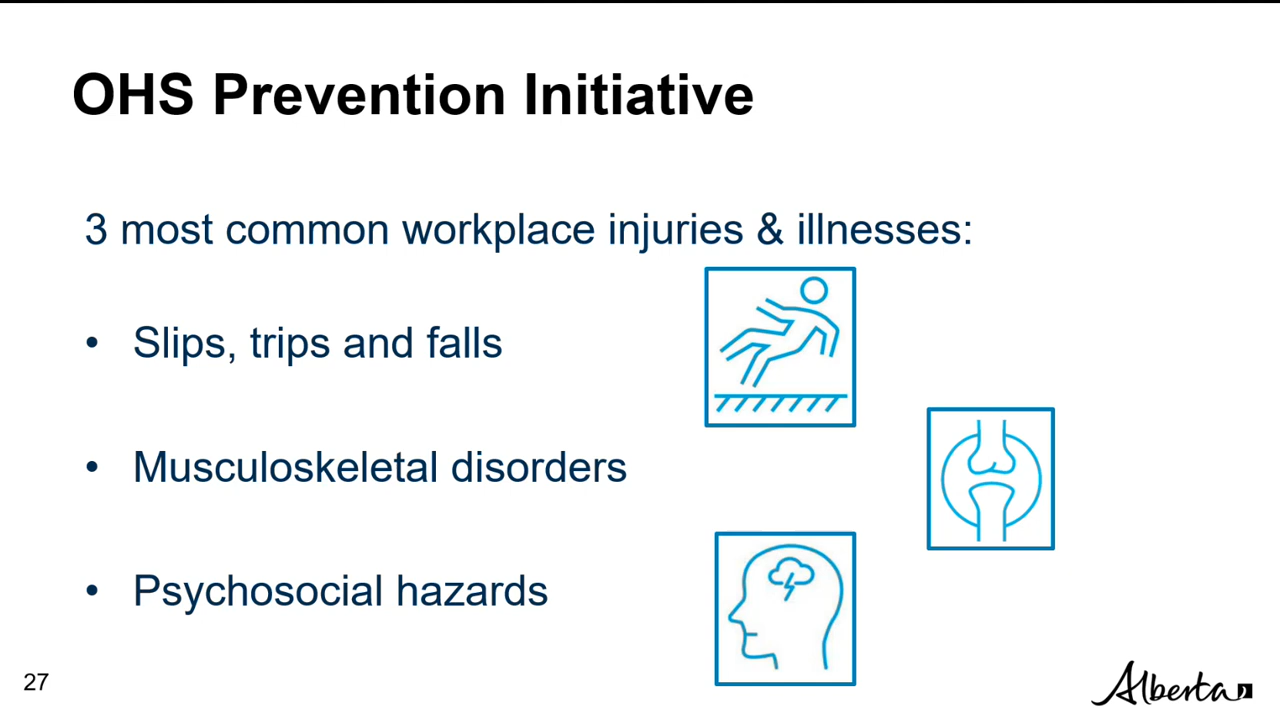 OHS Prevention Initiative
3 most common workplace injuries & illnesses:
• Slips, trips and falls
• Musculoskeletal disorders
• Psychosocial hazards
27
Alberta